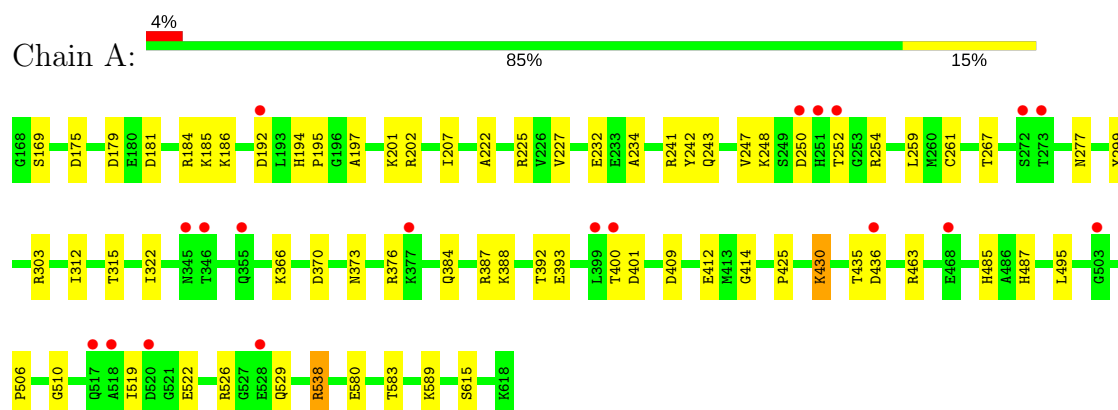 4%
Chain A:
85% 15%
G168 S169 D175 D179 E180 D181 R184 K185 K186 D192 L193 H194 P195 G196 A197 K201 R202 I207 A222 R225 V226 V227 E232 E233 A234 R241 Y242 Q243 V247 K248 S249 D250 H251 T252 G253 R254 L259 M260 C261 T267 S272 T273 N277
R303 I312 T315 I322 N345 T346 Q355 K366 D370 N373 R376 K377 Q384 R387 K388 T392 E393 L399 T400 D401 D409 E412 M413 G414 P425 K430 T435 D436 R463 E468 H485 A486 H487 L495 G503
P506 G510 Q517 A518 I519 D520 G521 E522 R526 G527 E528 Q529 R538 E580 T583 K589 S615 K618